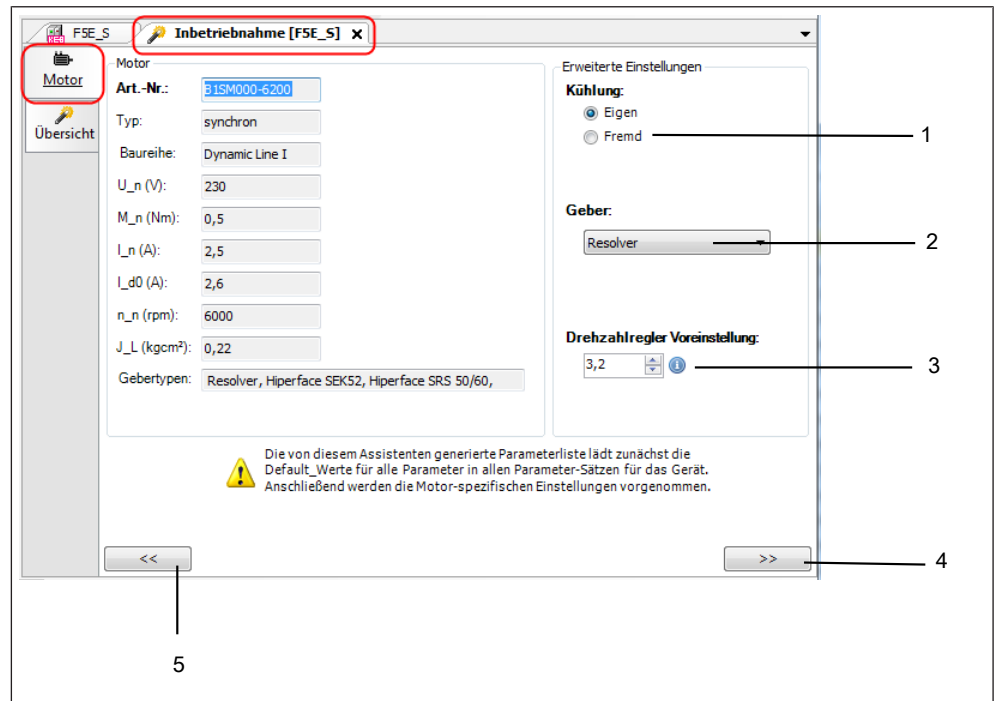 F5E_S
Inbetriebnahme [F5E_S] x
KEB
Motor
Übersicht
Motor
Art.-Nr.: B1SM000-6200
Typ: synchron
Baureihe: Dynamic Line I
U_n (V): 230
M_n (Nm): 0,5
I_n (A): 2,5
I_d0 (A): 2,6
n_n (rpm): 6000
J_L (kgcm²): 0,22
Gebertypen: Resolver, Hiperface SEK52, Hiperface SRS 50/60,
Erweiterte Einstellungen
Kühlung:
Eigen
Fremd
1
Geber:
Resolver
2
Drehzahlregler Voreinstellung:
3,2
3
Die von diesem Assistenten generierte Parameterliste lädt zunächst die
Default_Werte für alle Parameter in allen Parameter-Sätzen für das Gerät.
Anschließend werden die Motor-spezifischen Einstellungen vorgenommen.
<<
>>
4
5